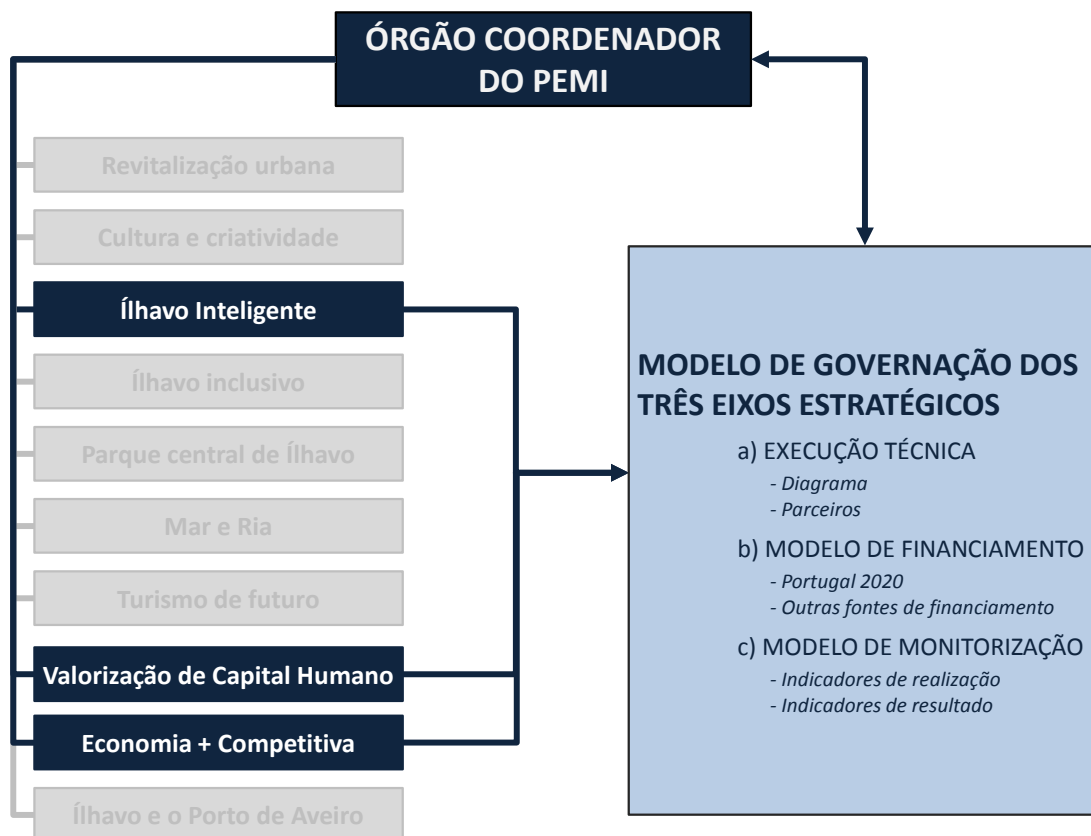 ÓRGÃO COORDENADOR
DO PEMI
Revitalização urbana
Cultura e criatividade
Ílhavo Inteligente
Ílhavo inclusivo
Parque central de Ílhavo
Mar e Ria
Turismo de futuro
Valorização de Capital Humano
Economia + Competitiva
Ílhavo e o Porto de Aveiro
MODELO DE GOVERNAÇÃO DOS
TRÊS EIXOS ESTRATÉGICOS
a) EXECUÇÃO TÉCNICA
- Diagrama
- Parceiros
b) MODELO DE FINANCIAMENTO
- Portugal 2020
- Outras fontes de financiamento
c) MODELO DE MONITORIZAÇÃO
- Indicadores de realização
- Indicadores de resultado